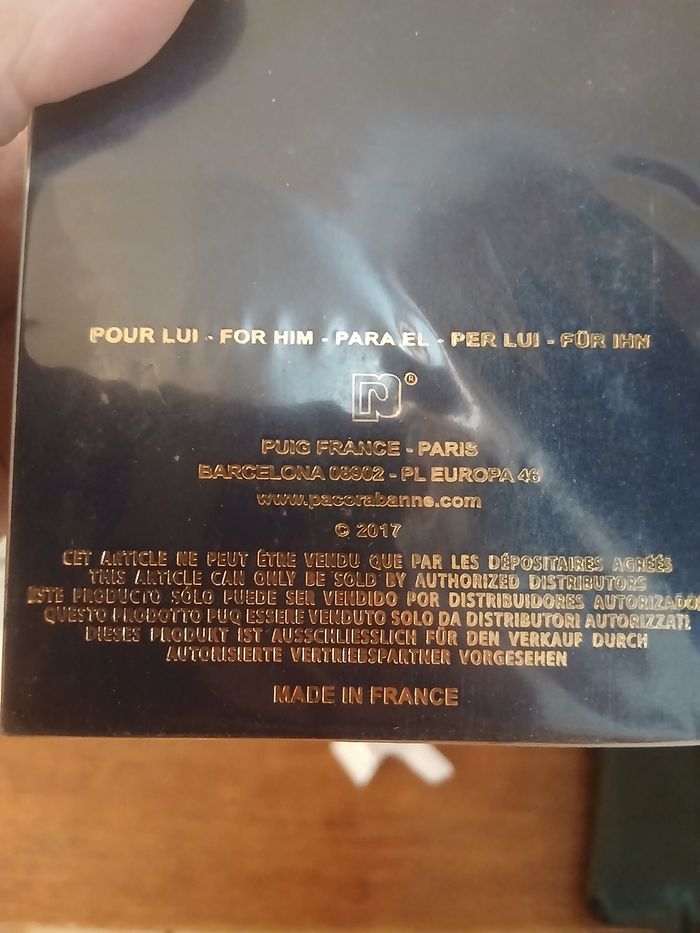 POUR LUI - FOR HIM - PARA EL - PER LUI - FÜR IHN
®
PUIG FRANCE - PARIS
BARCELONA 08902 - PL EUROPA 46
www.pacorabanne.com
© 2017
CET ARTICLE NE PEUT ÊTRE VENDU QUE PAR LES DÉPOSITAIRES AGRÉÉS
THIS ARTICLE CAN ONLY BE SOLD BY AUTHORIZED DISTRIBUTORS
ESTE PRODUCTO SÓLO PUEDE SER VENDIDO POR DISTRIBUIDORES AUTORIZADOS
QUESTO PRODOTTO PUQ ESSERE VENDUTO SOLO DA DISTRIBUTORI AUTORIZZATI
DIESES PRODUKT IST AUSSCHLIESSLICH FÜR DEN VERKAUF DURCH
AUTORISIERTE VERTRIEBSPARTNER VORGESEHEN
MADE IN FRANCE